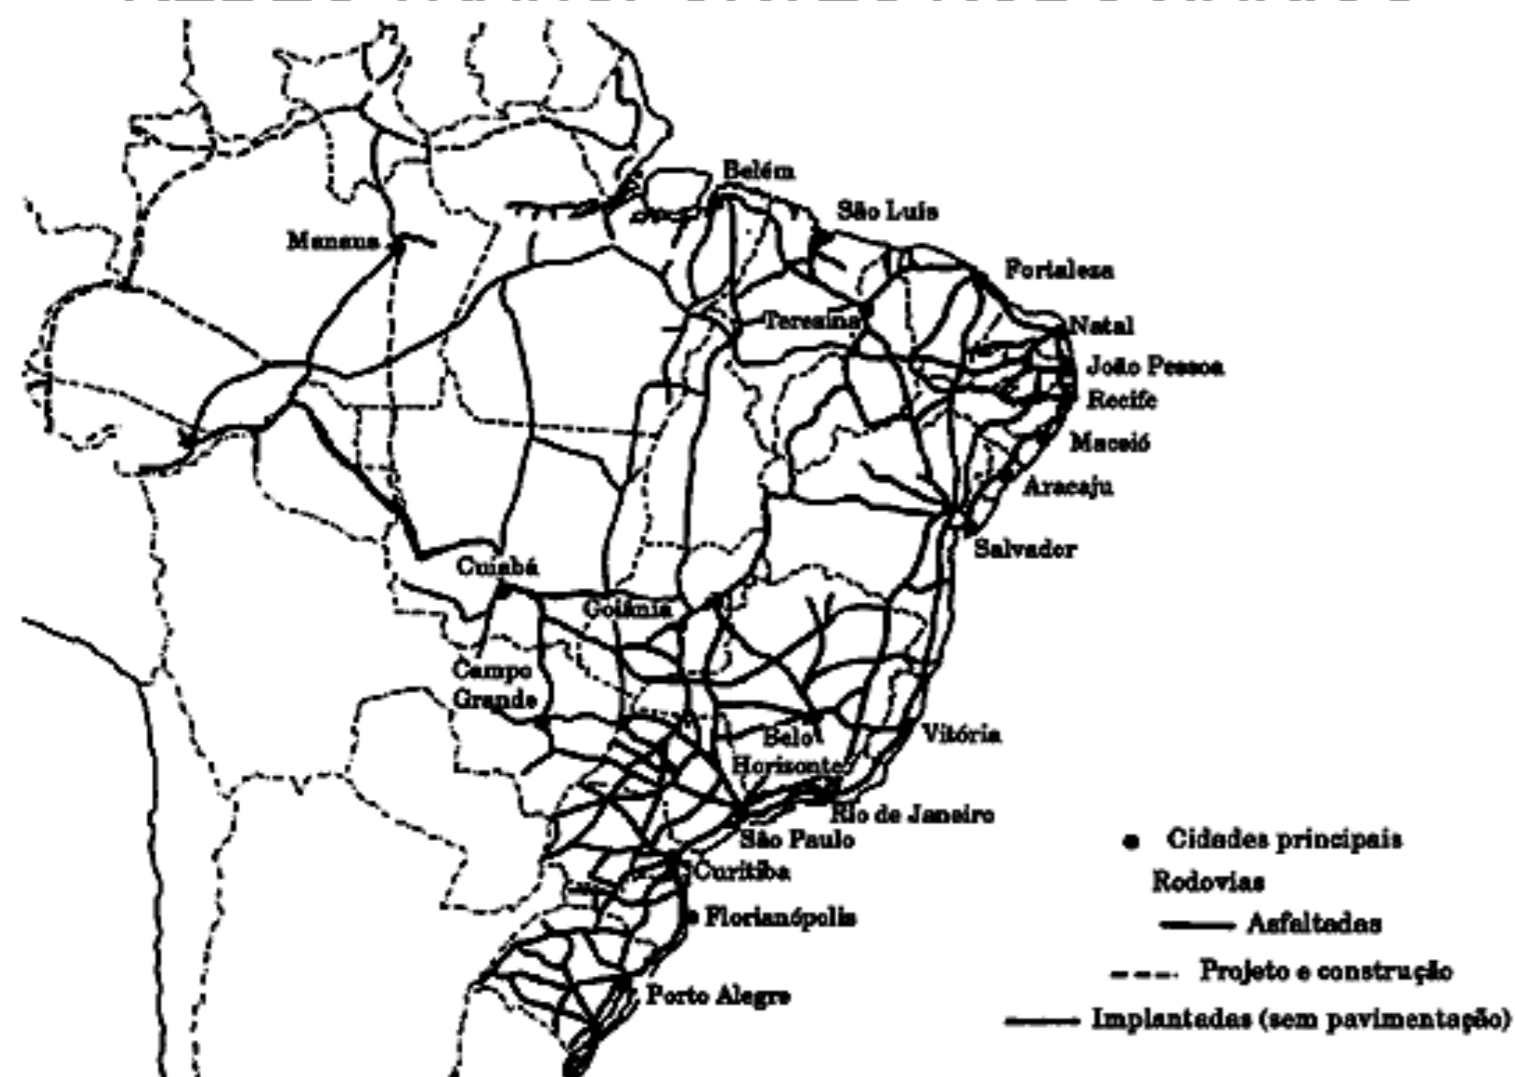 Belém
São Luís
Manaus
Fortaleza
Teresina
Natal
João Pessoa
Recife
Maceió
Aracaju
Salvador
Cuiabá
Goiânia
Campo
Grande
Vitória
Belo
Horizonte
Rio de Janeiro
São Paulo
Cidades principais
Curitiba
Rodovias
Florianópolis
Asfaltadas
Projeto e construção
Porto Alegre
Implantadas (sem pavimentação)